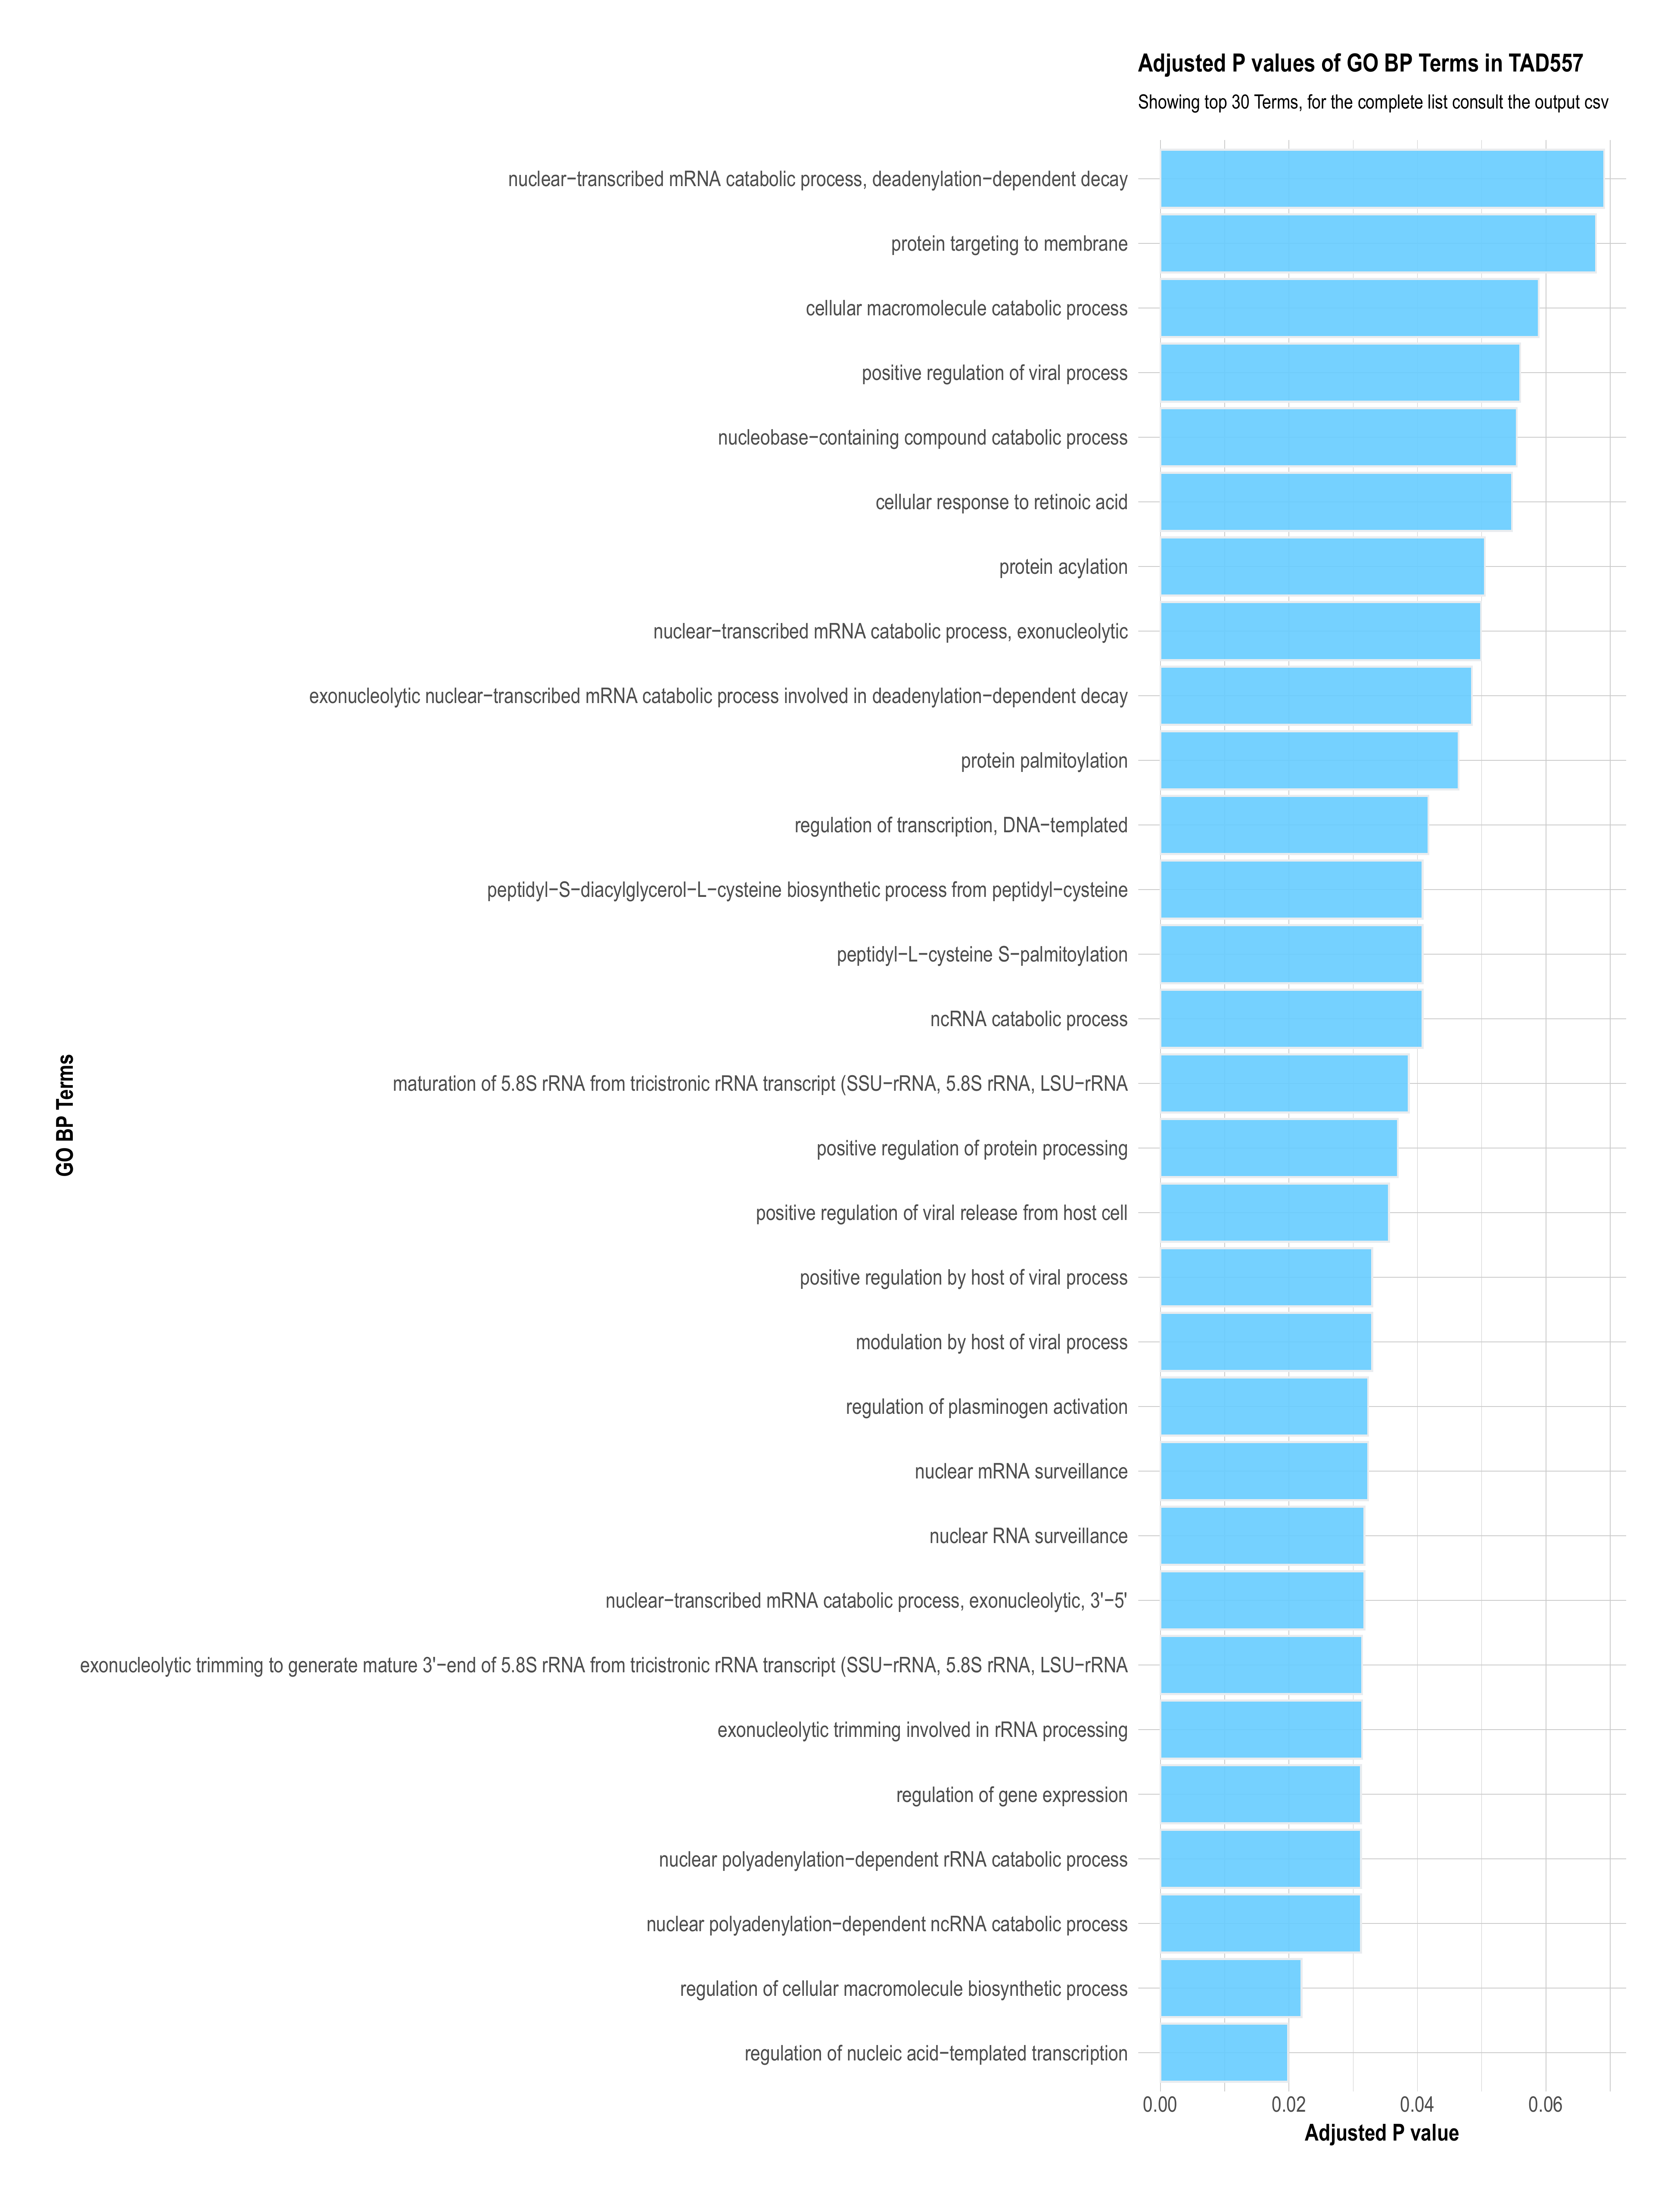 Adjusted P values of GO BP Terms in TAD557
Showing top 30 Terms, for the complete list consult the output csv
nuclear−transcribed mRNA catabolic process, deadenylation−dependent decay
protein targeting to membrane
cellular macromolecule catabolic process
positive regulation of viral process
nucleobase−containing compound catabolic process
cellular response to retinoic acid
protein acylation
nuclear−transcribed mRNA catabolic process, exonucleolytic
exonucleolytic nuclear−transcribed mRNA catabolic process involved in deadenylation−dependent decay
protein palmitoylation
regulation of transcription, DNA−templated
peptidyl−S−diacylglycerol−L−cysteine biosynthetic process from peptidyl−cysteine
peptidyl−L−cysteine S−palmitoylation
ncRNA catabolic process
maturation of 5.8S rRNA from tricistronic rRNA transcript (SSU−rRNA, 5.8S rRNA, LSU−rRNA
positive regulation of protein processing
positive regulation of viral release from host cell
positive regulation by host of viral process
modulation by host of viral process
regulation of plasminogen activation
nuclear mRNA surveillance
nuclear RNA surveillance
nuclear−transcribed mRNA catabolic process, exonucleolytic, 3'−5'
exonucleolytic trimming to generate mature 3'−end of 5.8S rRNA from tricistronic rRNA transcript (SSU−rRNA, 5.8S rRNA, LSU−rRNA
exonucleolytic trimming involved in rRNA processing
regulation of gene expression
nuclear polyadenylation−dependent rRNA catabolic process
nuclear polyadenylation−dependent ncRNA catabolic process
regulation of cellular macromolecule biosynthetic process
regulation of nucleic acid−templated transcription
GO BP Terms
0.00 0.02 0.04 0.06
Adjusted P value